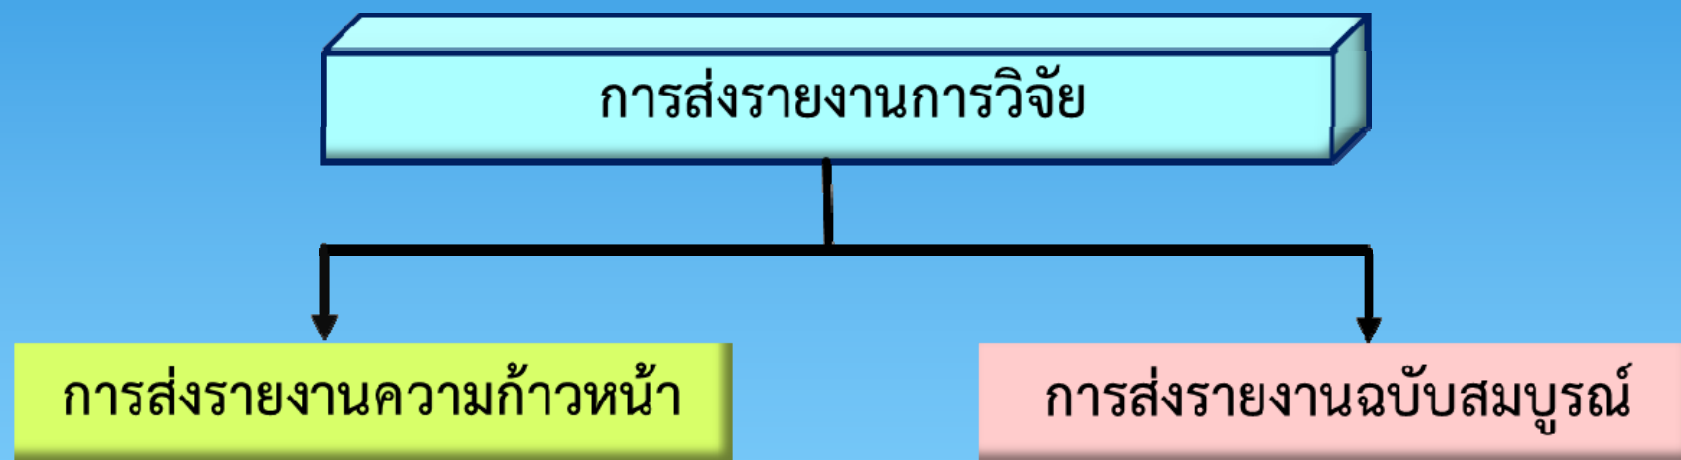 การส่งรายงานการวิจัย
การส่งรายงานความก้าวหน้า
การส่งรายงานฉบับสมบูรณ์